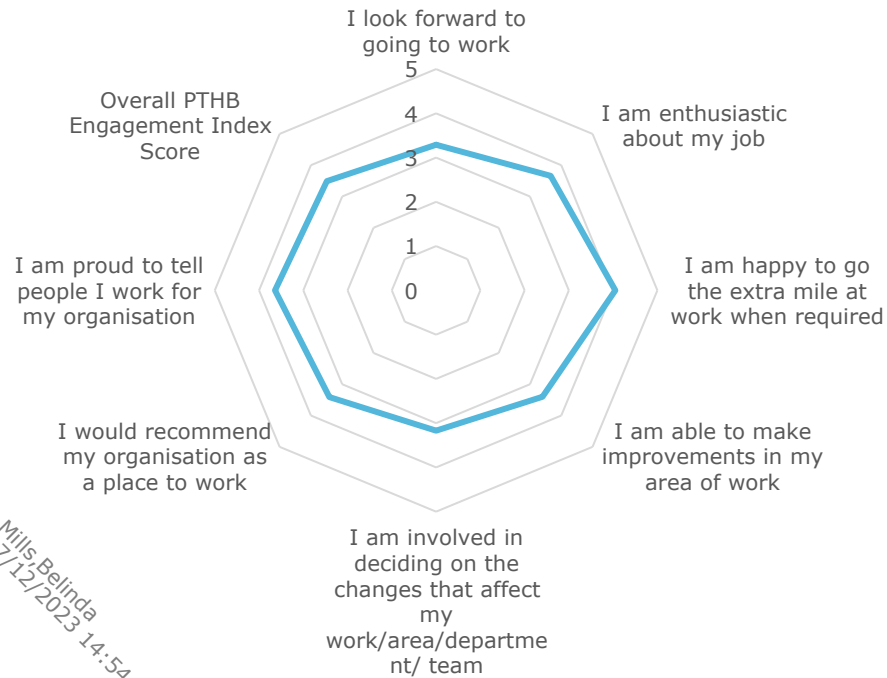 I look forward to
going to work
5
4
3
2
1
0
I am enthusiastic
about my job
I am happy to go
the extra mile at
work when required
I am able to make
improvements in my
area of work
I am involved in
deciding on the
changes that affect
my
work/area/departme
nt/ team
I would recommend
my organisation as
a place to work
I am proud to tell
people I work for
my organisation
Overall PTHB
Engagement Index
Score
Mills,Belinda
7/12/2023 14:54